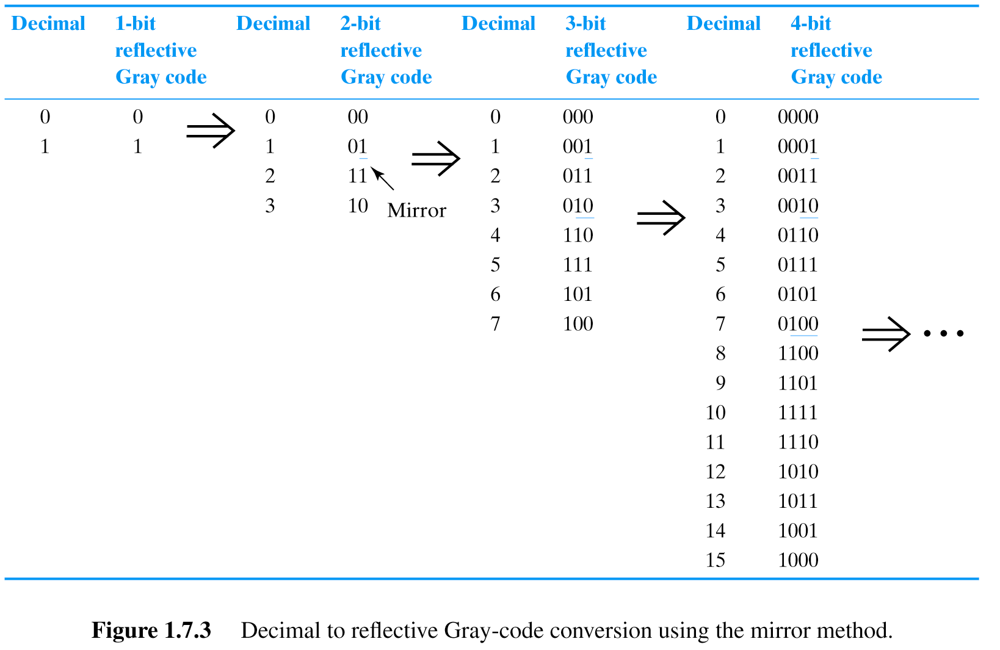 Decimal 1-bit Decimal 2-bit Decimal 3-bit Decimal 4-bit
reflective reflective reflective reflective
Gray code Gray code Gray code Gray code
0 0 0 00 0 000 0 0000
1 1 1 01 1 001 1 0001
2 11 2 011 2 0011
3 10 Mirror 3 010 3 0010
4 110 4 0110
5 111 5 0111
6 101 6 0101
7 100 7 0100
8 1100
9 1101
10 1111
11 1110
12 1010
13 1011
14 1001
15 1000
Figure 1.7.3 Decimal to reflective Gray-code conversion using the mirror method.